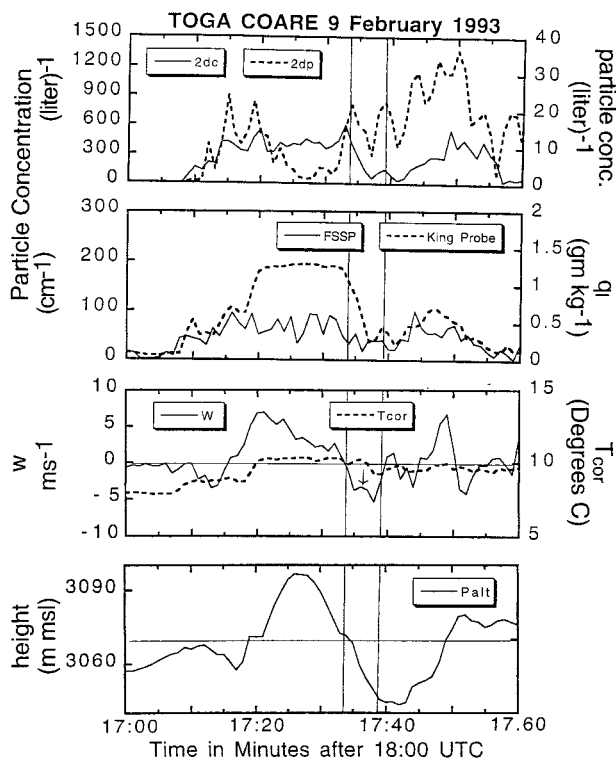 TOGA COARE 9 February 1993
1500
1200
900
600
300
0
40
30
20
10
0
2dc
2dp
Particle Concentration
(liter)-1
particle conc.
(liter)-1
300
200
100
0
2
1.5
1
0.5
0
FSSP
King Probe
(cm-1)
ql
(gm kg-1)
10
5
0
-5
-10
15
10
5
W
Tcor
w
ms-1
Tcor
(Degrees C)
3090
3060
Palt
height
(m msl)
17:00
17:20
17:40
17.60
Time in Minutes after 18:00 UTC